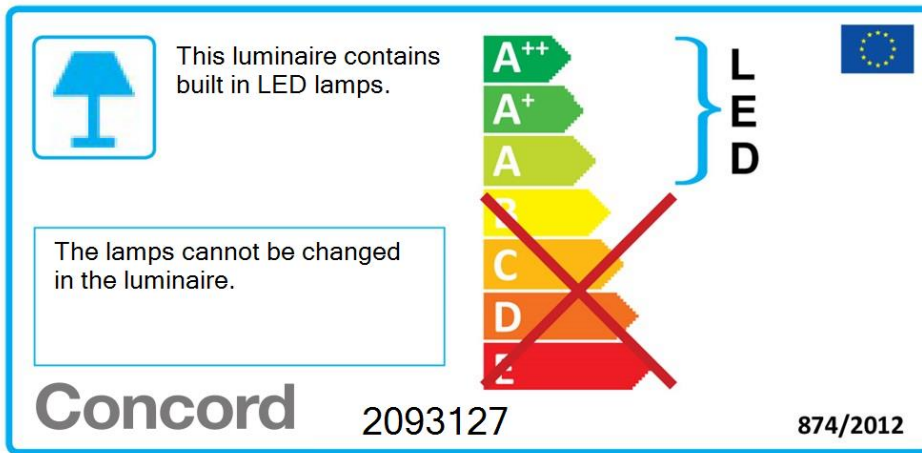 This luminaire contains
built in LED lamps.
The lamps cannot be changed
in the luminaire.
A++
A+
A
B
C
D
E
L
E
D
Concord
2093127
874/2012